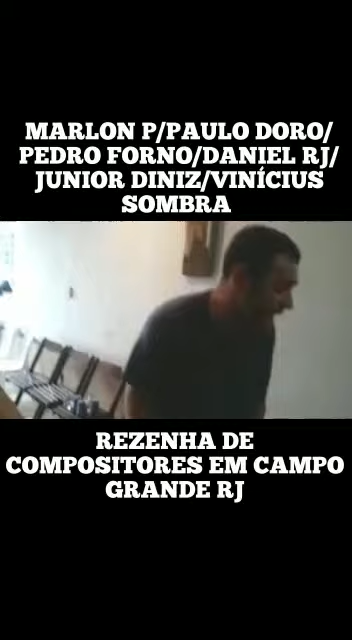 MARLON P/PAULO DORO/
PEDRO FORNO/DANIEL RJ/
JUNIOR DINIZ/VINÍCIUS
SOMBRA
REZENHA DE
COMPOSITORES EM CAMPO
GRANDE RJ